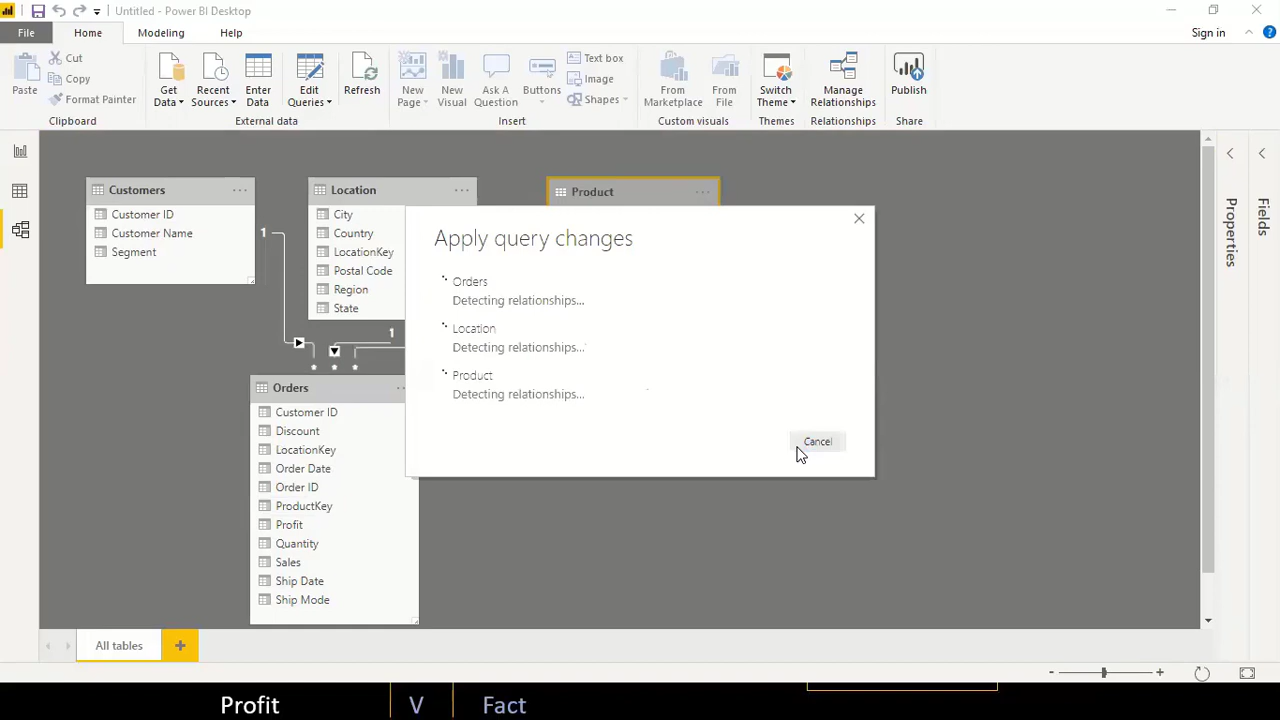 Untitled - Power BI Desktop
File
Home
Modeling
Help
Sign in
Paste
Cut
Copy
Format Painter
Clipboard
Get Data
Recent Sources
Enter Data
Edit Queries
Refresh
External data
New Page
New Visual
Ask A Question
Buttons
Text box
Image
Shapes
Insert
From Marketplace
From File
Custom visuals
Switch Theme
Themes
Manage Relationships
Relationships
Publish
Share
Customers
Customer ID
Customer Name
Segment
1
Location
City
Country
LocationKey
Postal Code
Region
State
1
Product
Apply query changes
Orders
Detecting relationships...
Location
Detecting relationships...
Product
Detecting relationships...
Cancel
Orders
Customer ID
Discount
LocationKey
Order Date
Order ID
ProductKey
Profit
Quantity
Sales
Ship Date
Ship Mode
Properties
Fields
All tables
Profit V Fact